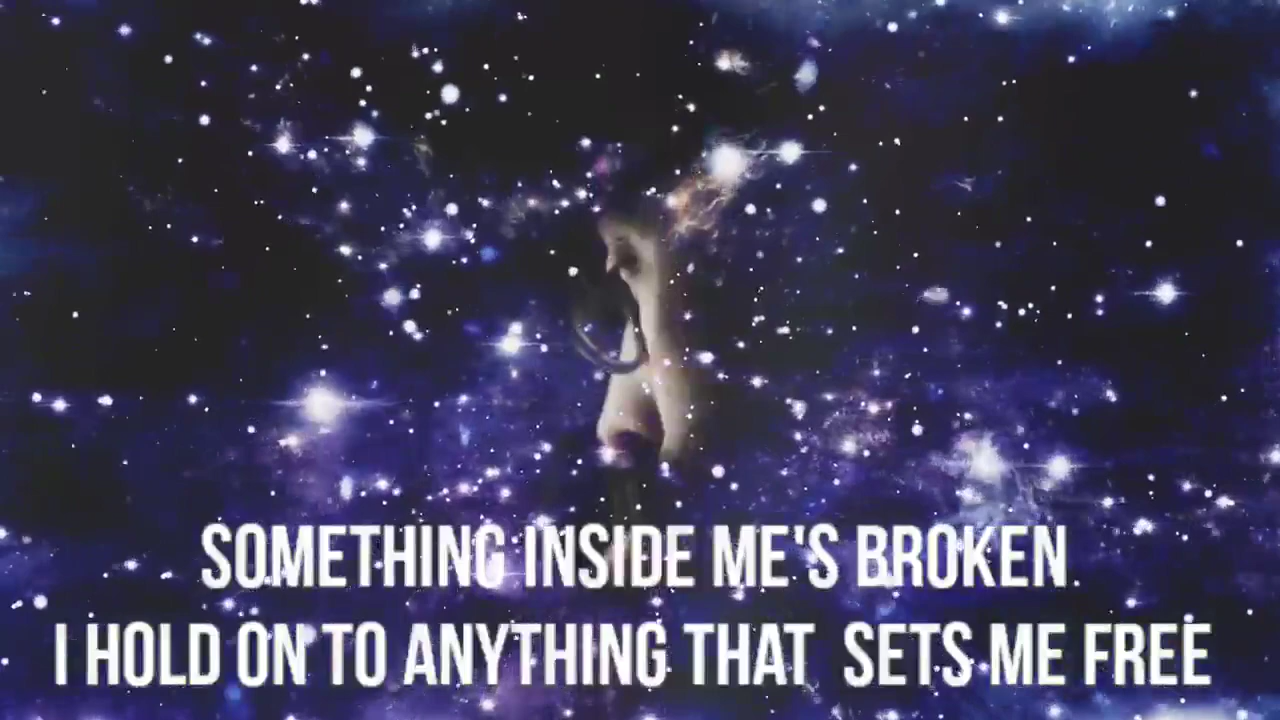 SOMETHING INSIDE ME'S BROKEN.
I HOLD ON TO ANYTHING THAT  SETS ME FREE